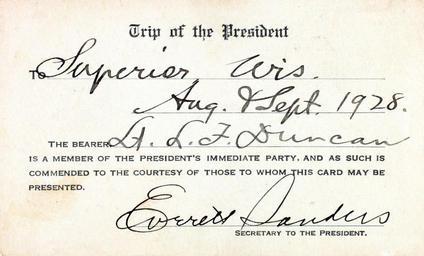 Trip of the President
To Superior Wis.
Aug. & Sept. 1928.
THE BEARER Lt. L. F. Duncan
IS A MEMBER OF THE PRESIDENT'S IMMEDIATE PARTY, AND AS SUCH IS
COMMENDED TO THE COURTESY OF THOSE TO WHOM THIS CARD MAY BE
PRESENTED.
Everett Sanders
SECRETARY TO THE PRESIDENT.